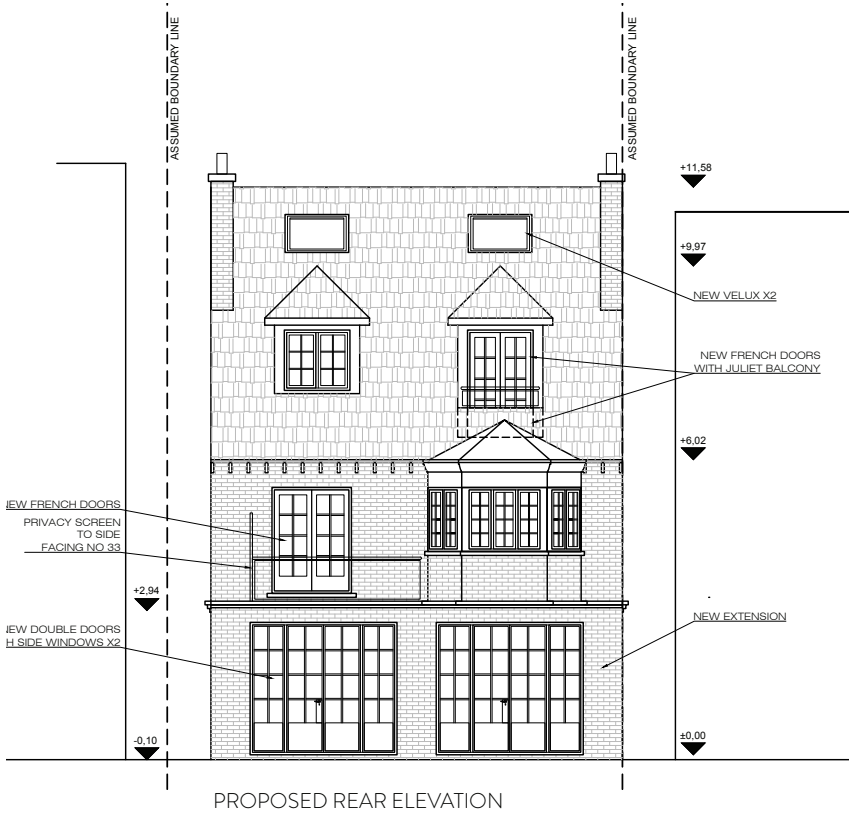 ASSUMED BOUNDARY LINE
ASSUMED BOUNDARY LINE
+11,58
+9,97
NEW VELUX X2
NEW FRENCH DOORS
WITH JULIET BALCONY
+6,02
NEW FRENCH DOORS
PRIVACY SCREEN
TO SIDE
FACING NO 33
+2,94
NEW EXTENSION
NEW DOUBLE DOORS
H SIDE WINDOWS X2
-0,10
±0,00
PROPOSED REAR ELEVATION